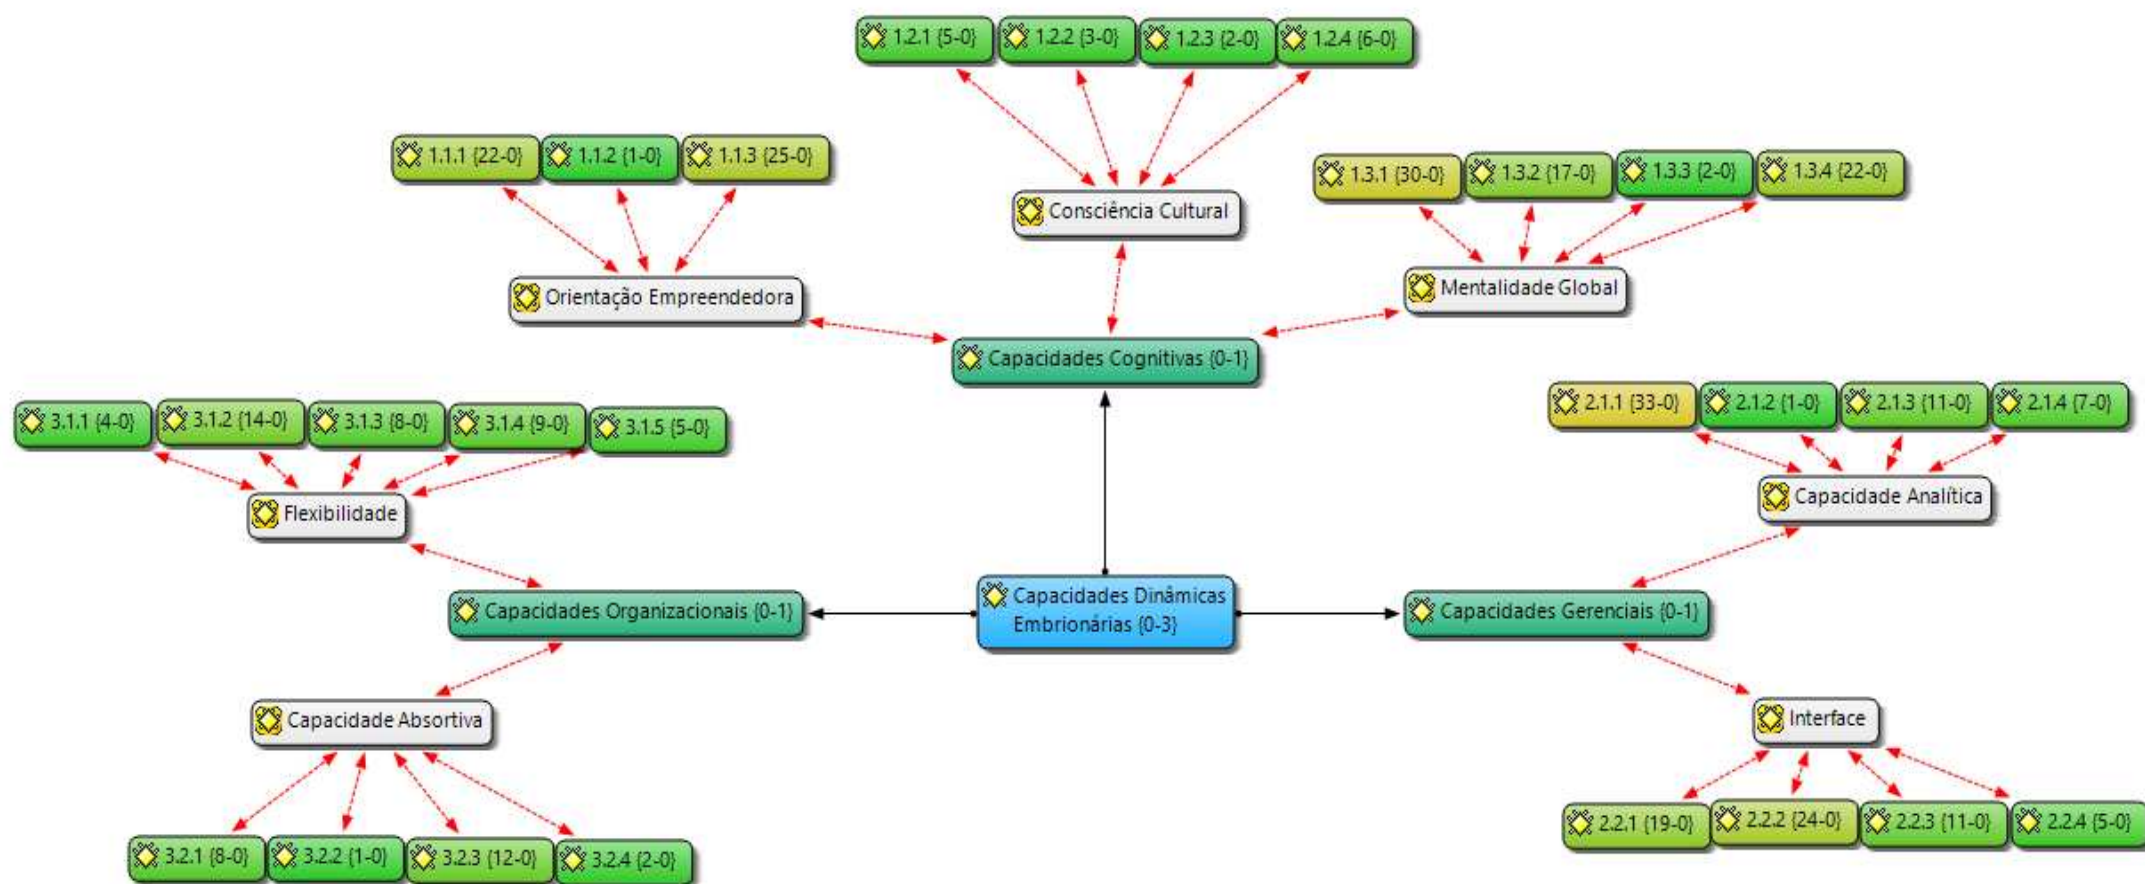 1.2.1 {5-0}
1.2.2 {3-0}
1.2.3 {2-0}
1.2.4 {6-0}
1.1.1 {22-0}
1.1.2 {1-0}
1.1.3 {25-0}
1.3.1 {30-0}
1.3.2 {17-0}
1.3.3 {2-0}
1.3.4 {22-0}
Consciência Cultural
Orientação Empreendedora
Mentalidade Global
Capacidades Cognitivas {0-1}
3.1.1 {4-0}
3.1.2 {14-0}
3.1.3 {8-0}
3.1.4 {9-0}
3.1.5 {5-0}
2.1.1 {33-0}
2.1.2 {1-0}
2.1.3 {11-0}
2.1.4 {7-0}
Flexibilidade
Capacidade Analítica
Capacidades Organizacionais {0-1}
Capacidades Dinâmicas
Embrionárias {0-3}
Capacidades Gerenciais {0-1}
Capacidade Absortiva
Interface
3.2.1 {8-0}
3.2.2 {1-0}
3.2.3 {12-0}
3.2.4 {2-0}
2.2.1 {19-0}
2.2.2 {24-0}
2.2.3 {11-0}
2.2.4 {5-0}